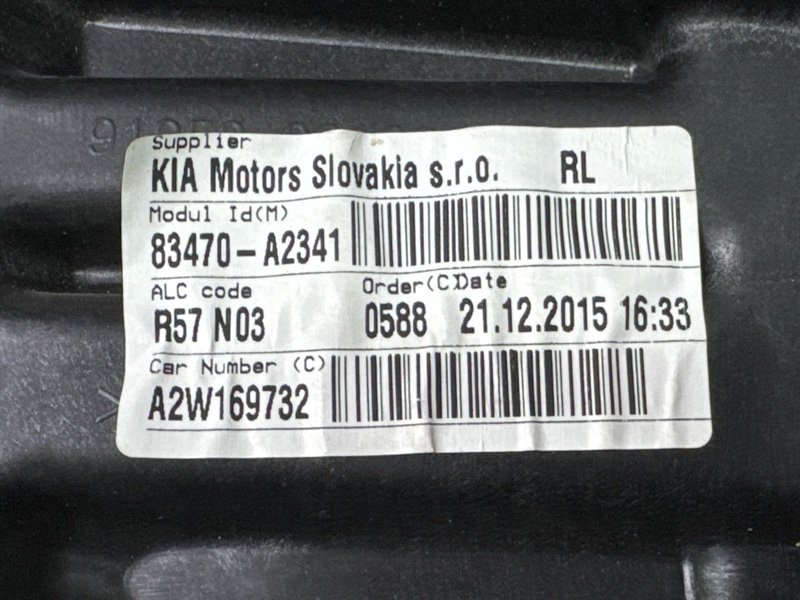 Supplier
KIA Motors Slovakia s.r.o. RL
Modul Id(M)
83470-A2341
ALC code Order(C)Date
R57 N03 0588 21.12.2015 16:33
Car Number (C)
A2W169732